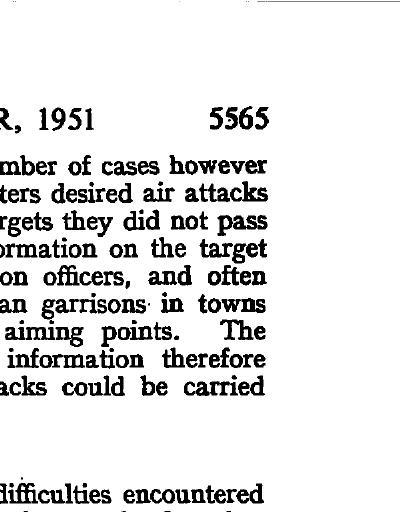 R, 1951 5565
mber of cases however
ters desired air attacks
rgets they did not pass
ormation on the target
on officers, and often
an garrisons in towns
aiming points. The
information therefore
acks could be carried
difficulties encountered